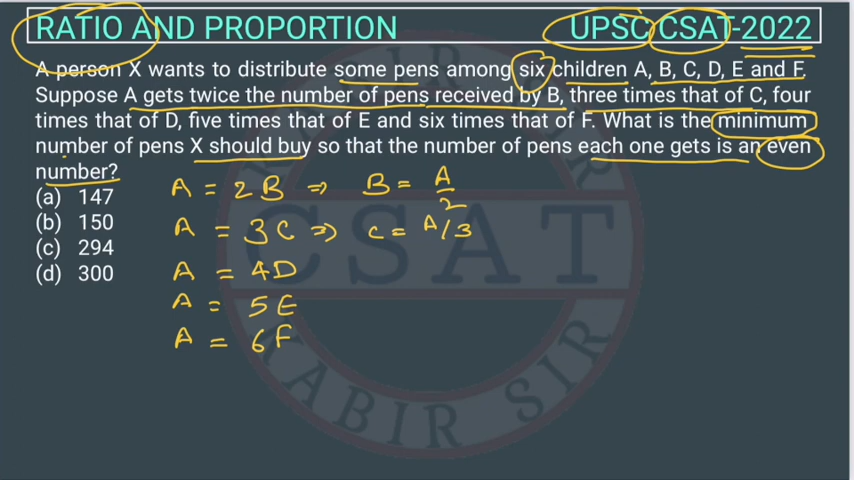 RATIO AND PROPORTION UPSC CSAT-2022
A person X wants to distribute some pens among six children A, B, C, D, E and F.
Suppose A gets twice the number of pens received by B, three times that of C, four
times that of D, five times that of E and six times that of F. What is the minimum
number of pens X should buy so that the number of pens each one gets is an even
number?
(a) 147
(b) 150
(c) 294
(d) 300
A = 2B ⇒ B = A/2
A = 3C ⇒ C = A/3
A = 4D
A = 5E
A = 6F
CSAT
KABIR SIR